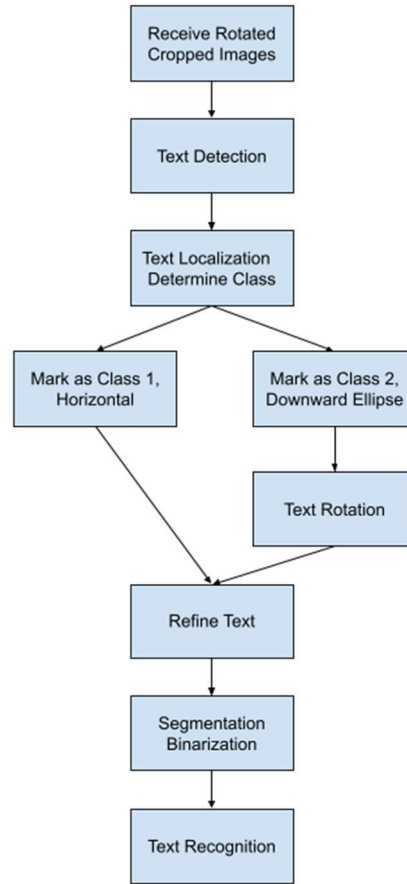 Receive Rotated
Cropped Images
Text Detection
Text Localization
Determine Class
Mark as Class 1,
Horizontal
Mark as Class 2,
Downward Ellipse
Text Rotation
Refine Text
Segmentation
Binarization
Text Recognition